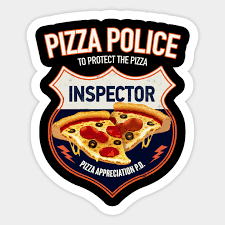 PIZZA POLICE
TO PROTECT THE PIZZA
INSPECTOR
PIZZA APPRECIATION P.D.